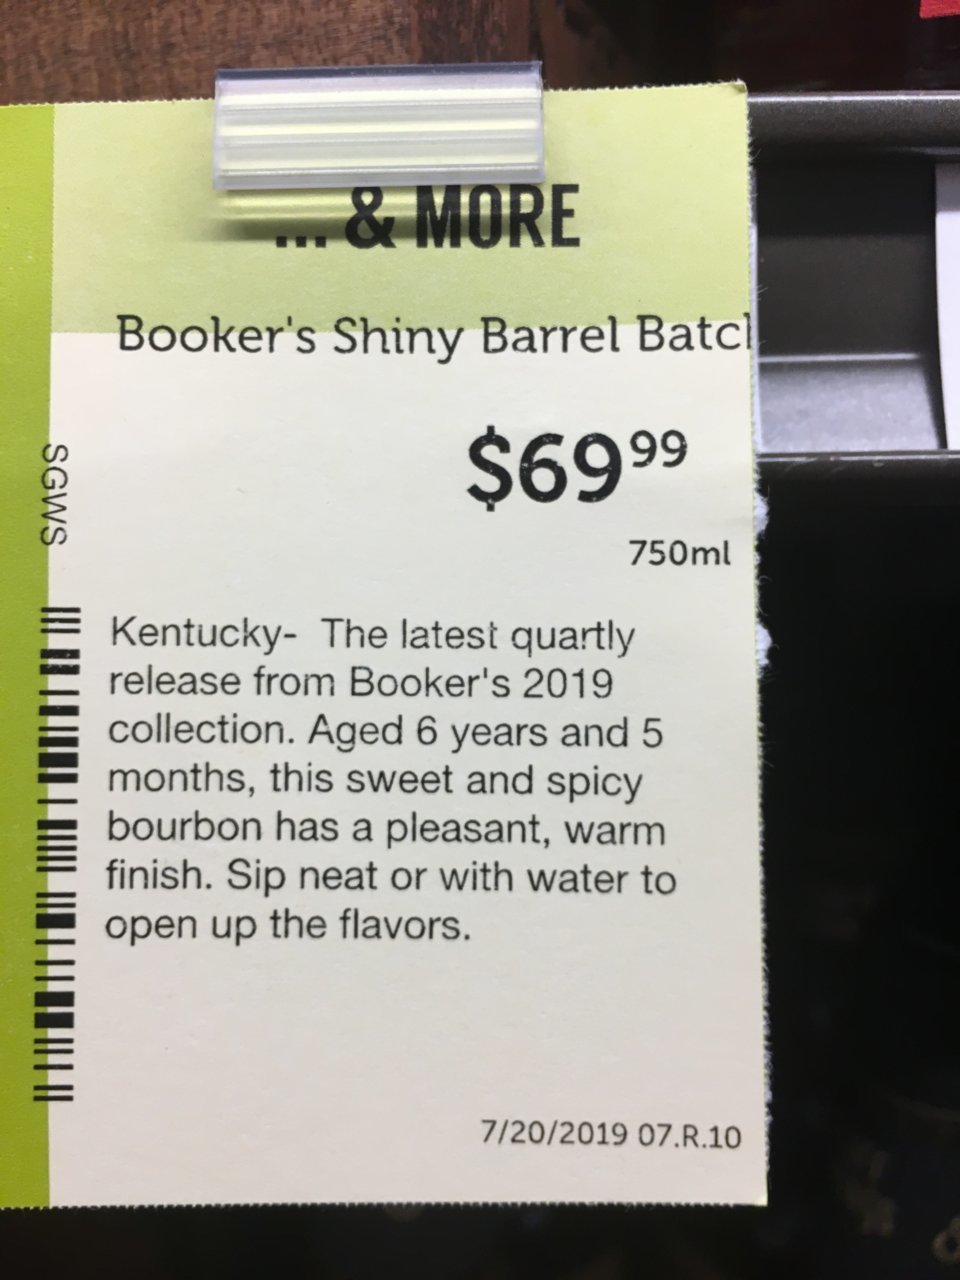 ... & MORE
Booker's Shiny Barrel Batch
$69.99
750ml
SGWS
Kentucky-  The latest quartly
release from Booker's 2019
collection. Aged 6 years and 5
months, this sweet and spicy
bourbon has a pleasant, warm
finish. Sip neat or with water to
open up the flavors.
7/20/2019 07.R.10